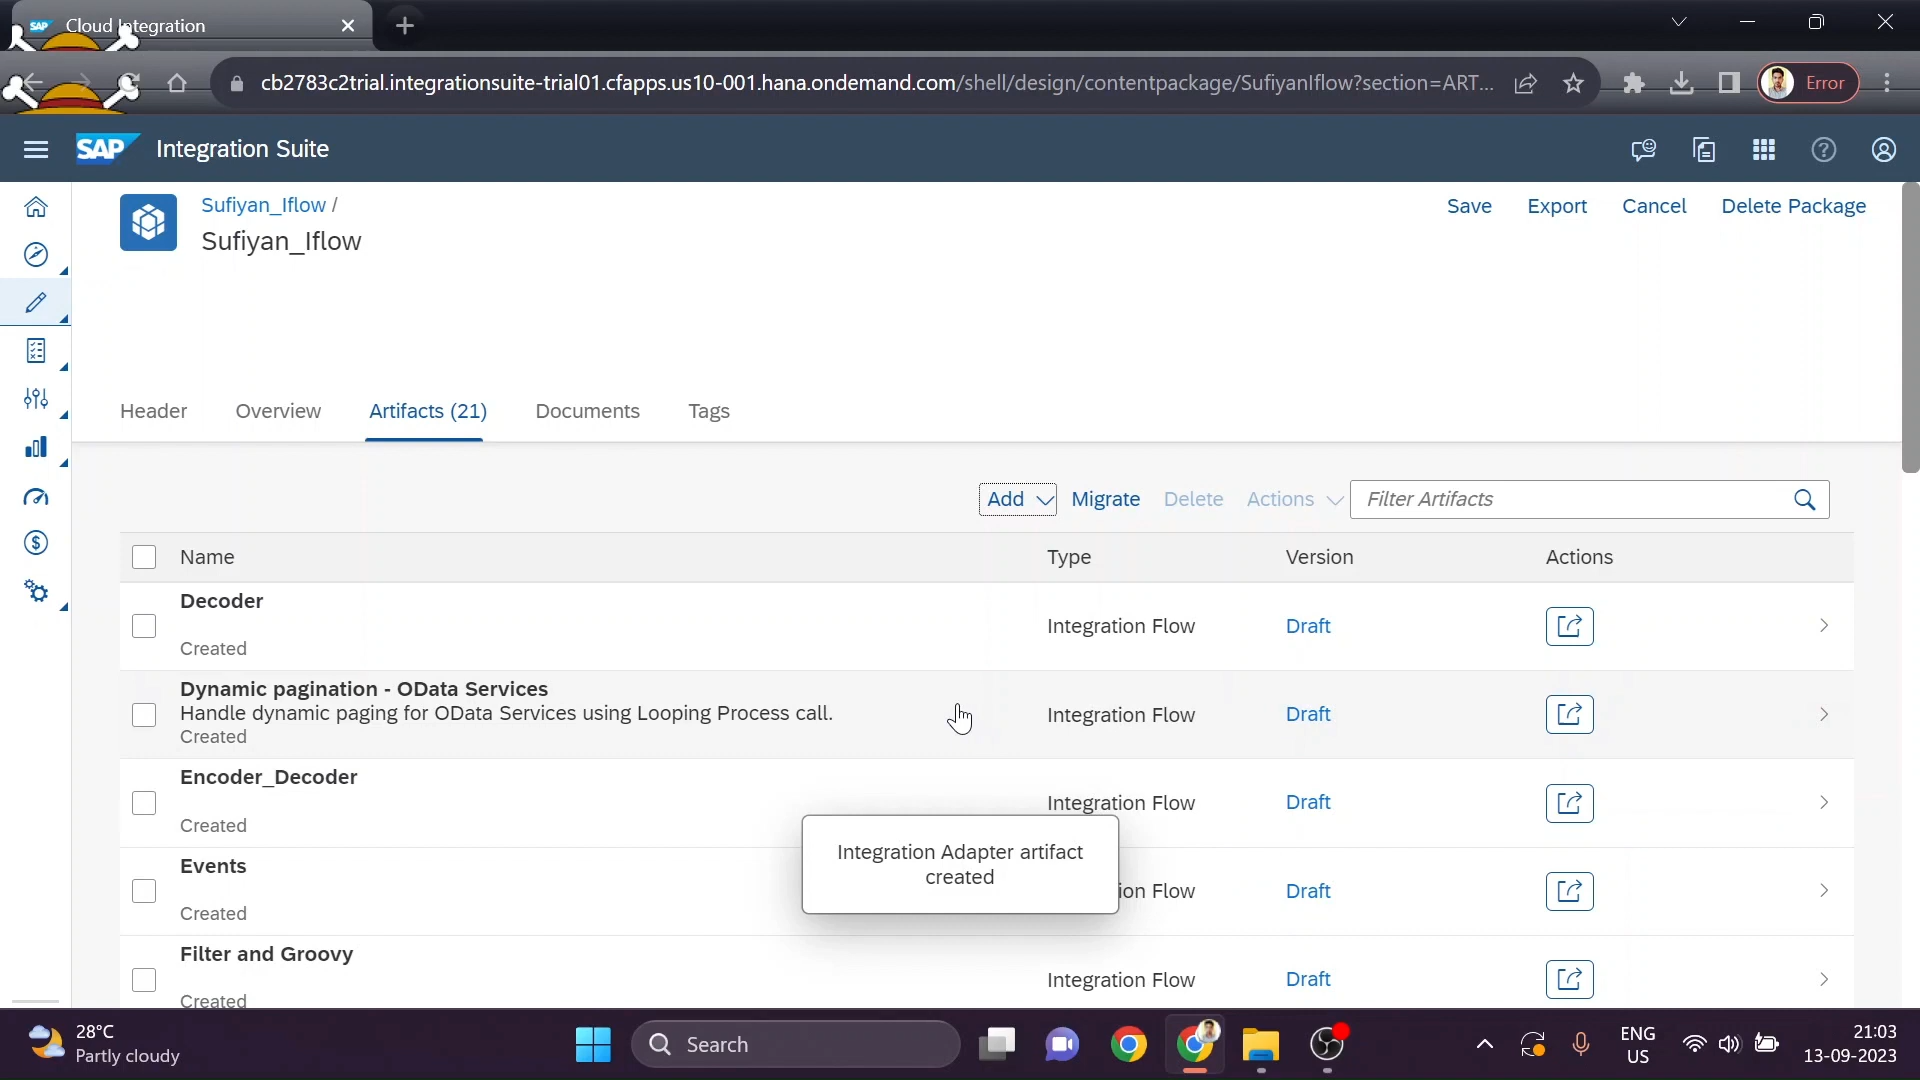 SAP Cloud Integration
cb2783c2trial.integrationsuite-trial01.cfapps.us10-001.hana.ondemand.com/shell/design/contentpackage/SufiyanIflow?section=ART...
Error
SAP Integration Suite
Sufiyan_Iflow /
Sufiyan_Iflow
Save Export Cancel Delete Package
Header Overview Artifacts (21) Documents Tags
Add Migrate Delete Actions Filter Artifacts
Name Type Version Actions
Decoder
Integration Flow Draft
Created
Dynamic pagination - OData Services
Handle dynamic paging for OData Services using Looping Process call.
Integration Flow Draft
Created
Encoder_Decoder
Integration Flow Draft
Created
Integration Adapter artifact
created
Events
ion Flow Draft
Created
Filter and Groovy
Integration Flow Draft
Created
28°C
Partly cloudy
Search
ENG
US
21:03
13-09-2023